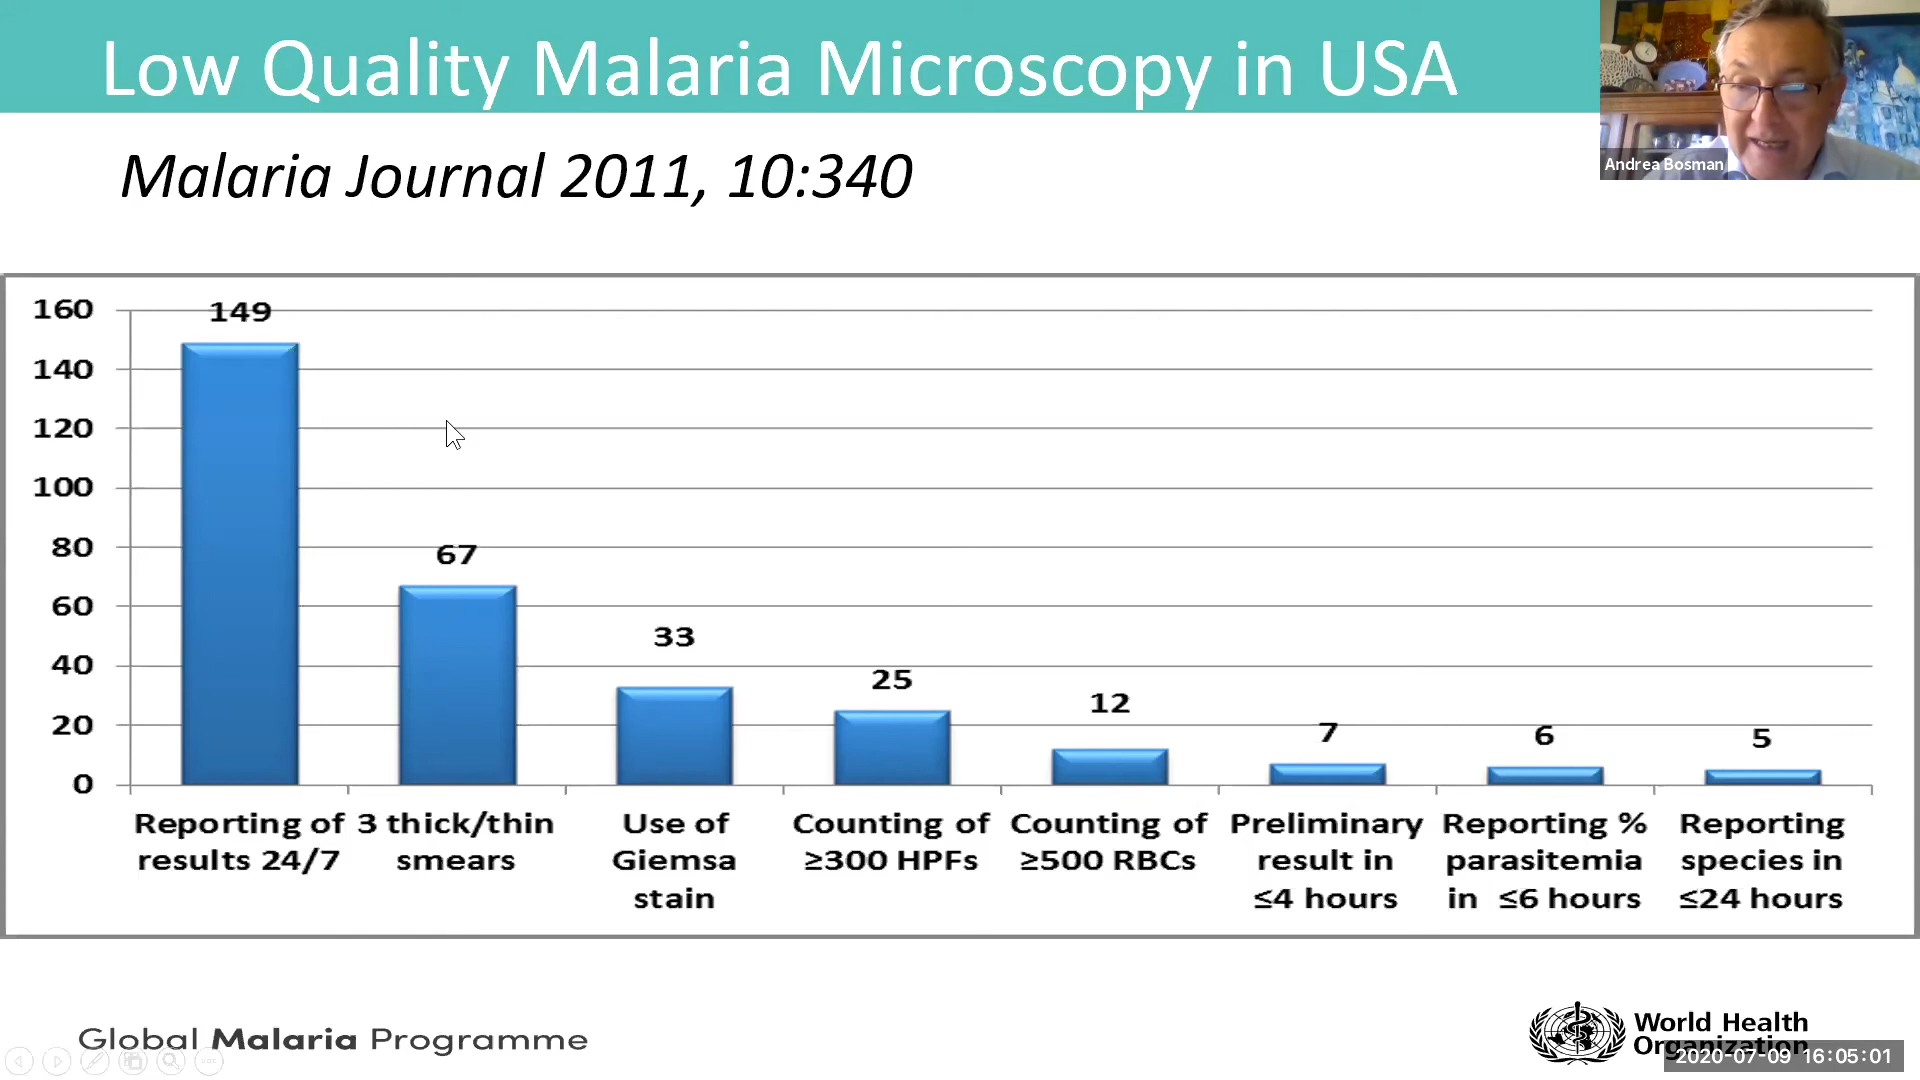 Low Quality Malaria Microscopy in USA
Andrea Bosman
Malaria Journal 2011, 10:340
160
140
120
100
80
60
40
20
0
149
67
33
25
12
7
6
5
Reporting of
results 24/7
3 thick/thin
smears
Use of
Giemsa
stain
Counting of
≥300 HPFs
Counting of
≥500 RBCs
Preliminary
result in
≤4 hours
Reporting %
parasitemia
in ≤6 hours
Reporting
species in
≤24 hours
Global Malaria Programme
World Health
Organization
2020-07-09 16:05:01